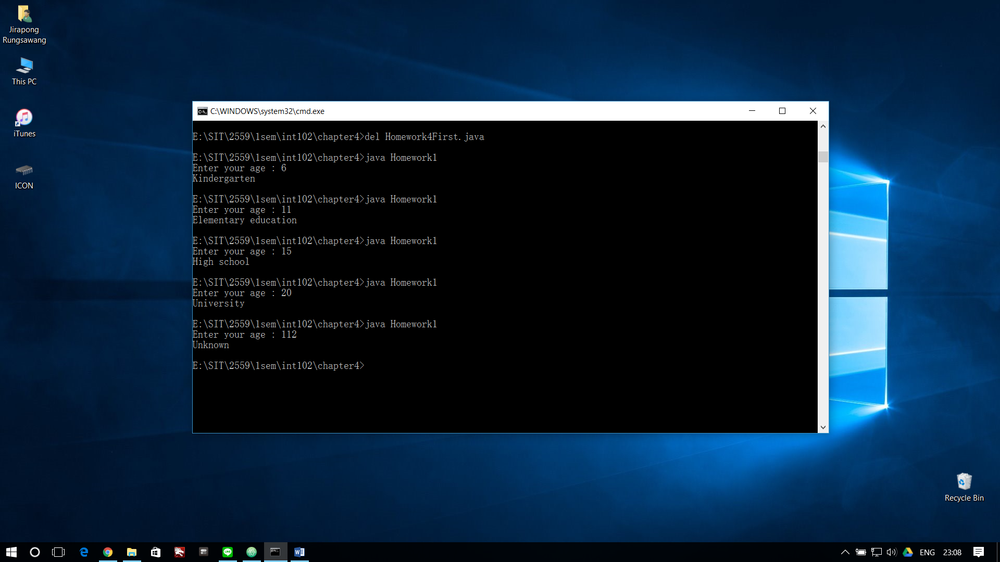 Jirapong
Rungsawang
This PC
iTunes
ICON
C:\WINDOWS\system32\cmd.exe
E:\SIT\2559\1sem\int102\chapter4>del Homework4First.java
E:\SIT\2559\1sem\int102\chapter4>java Homework1
Enter your age : 6
Kindergarten
E:\SIT\2559\1sem\int102\chapter4>java Homework1
Enter your age : 11
Elementary education
E:\SIT\2559\1sem\int102\chapter4>java Homework1
Enter your age : 15
High school
E:\SIT\2559\1sem\int102\chapter4>java Homework1
Enter your age : 20
University
E:\SIT\2559\1sem\int102\chapter4>java Homework1
Enter your age : 112
Unknown
E:\SIT\2559\1sem\int102\chapter4>
Recycle Bin
ENG 23:08